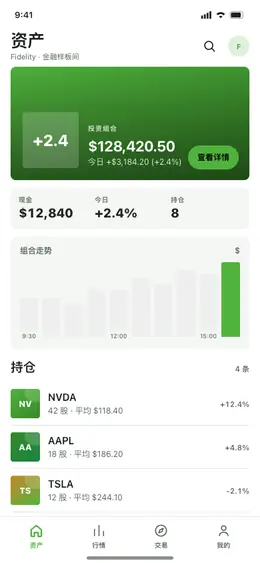 9:41
资产
Fidelity · 金融样板间
F
+2.4
投资组合
$128,420.50
今日 +$3,184.20 (+2.4%)
查看详情
现金
今日
持仓
$12,840
+2.4%
8
组合走势
$
9:30
12:00
15:00
持仓
4 条
NV
NVDA
42 股 · 平均 $118.40
+12.4%
AA
AAPL
18 股 · 平均 $186.20
+4.8%
TS
TSLA
12 股 · 平均 $244.10
-2.1%
资产
行情
交易
我的